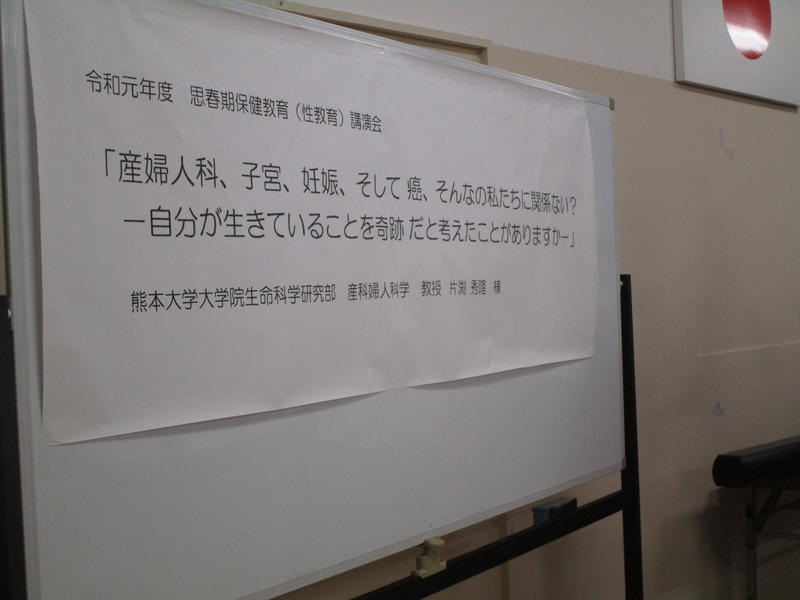 令和元年度　思春期保健教育（性教育）講演会
「産婦人科、子宮、妊娠、そして 癌、そんなの私たちに関係ない？
－自分が生きていることを奇跡 だと考えたことがありますか－」
熊本大学大学院生命科学研究部　産科婦人科学　教授　片渕 秀隆 様